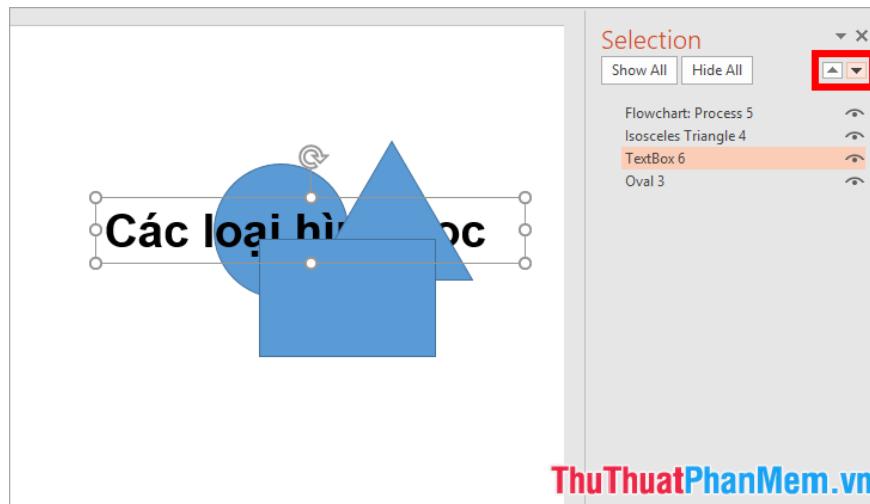 Các loại
Selection
Show All
Hide All
Flowchart: Process 5
Isosceles Triangle 4
TextBox 6
Oval 3
ThuThuatPhanMem.vn